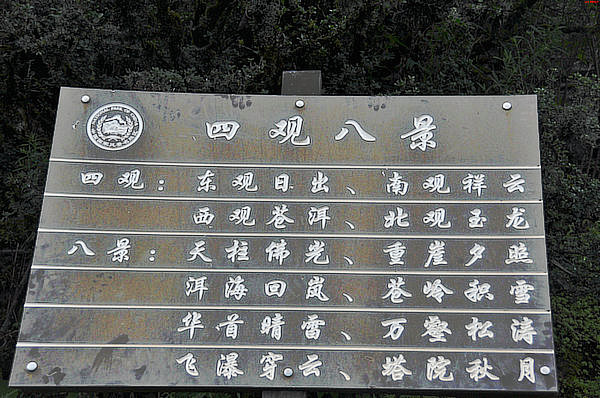 四观八景
四观：东观日出、南观祥云
西观苍洱、北观玉龙
八景：天柱佛光、重崖夕照
洱海回岚、苍岭积雪
华首晴雷、万壑松涛
飞瀑穿云、塔院秋月